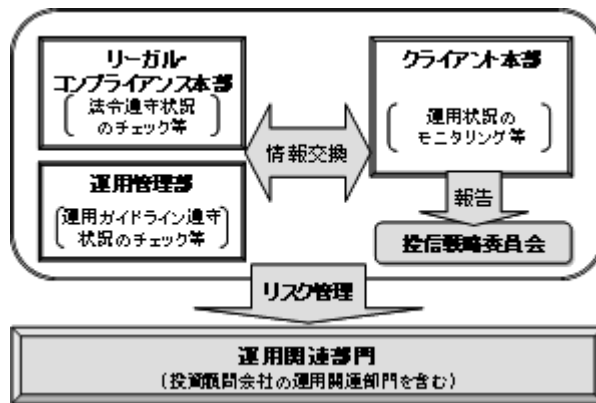 リーガル・
コンプライアンス本部
法令遵守状況
のチェック等
運用管理部
運用ガイドライン遵守
状況のチェック等
情報交換
クライアント本部
運用状況の
モニタリング等
報告
投信戦略委員会
リスク管理
運用関連部門
(投資顧問会社の運用関連部門を含む)